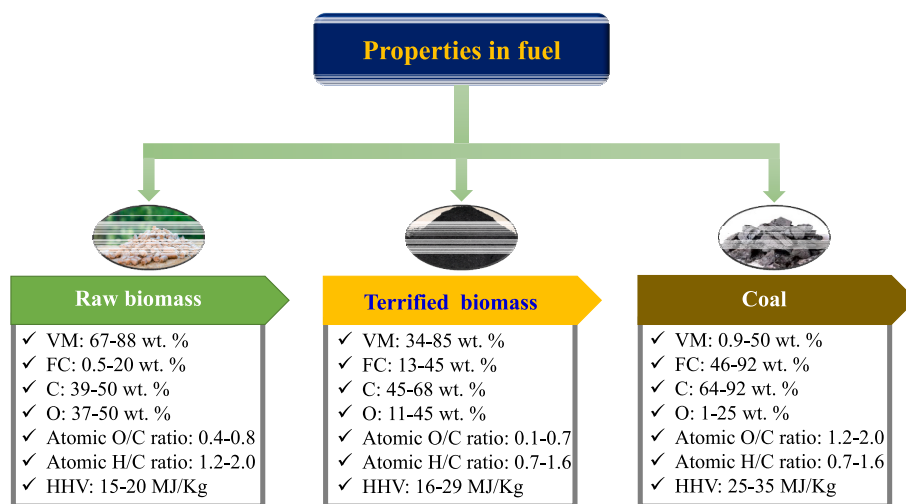 Properties in fuel
Raw biomass
✓ VM: 67-88 wt. %
✓ FC: 0.5-20 wt. %
✓ C: 39-50 wt. %
✓ O: 37-50 wt. %
✓ Atomic O/C ratio: 0.4-0.8
✓ Atomic H/C ratio: 1.2-2.0
✓ HHV: 15-20 MJ/Kg
Terrified biomass
✓ VM: 34-85 wt. %
✓ FC: 13-45 wt. %
✓ C: 45-68 wt. %
✓ O: 11-45 wt. %
✓ Atomic O/C ratio: 0.1-0.7
✓ Atomic H/C ratio: 0.7-1.6
✓ HHV: 16-29 MJ/Kg
Coal
✓ VM: 0.9-50 wt. %
✓ FC: 46-92 wt. %
✓ C: 64-92 wt. %
✓ O: 1-25 wt. %
✓ Atomic O/C ratio: 1.2-2.0
✓ Atomic H/C ratio: 0.7-1.6
✓ HHV: 25-35 MJ/Kg